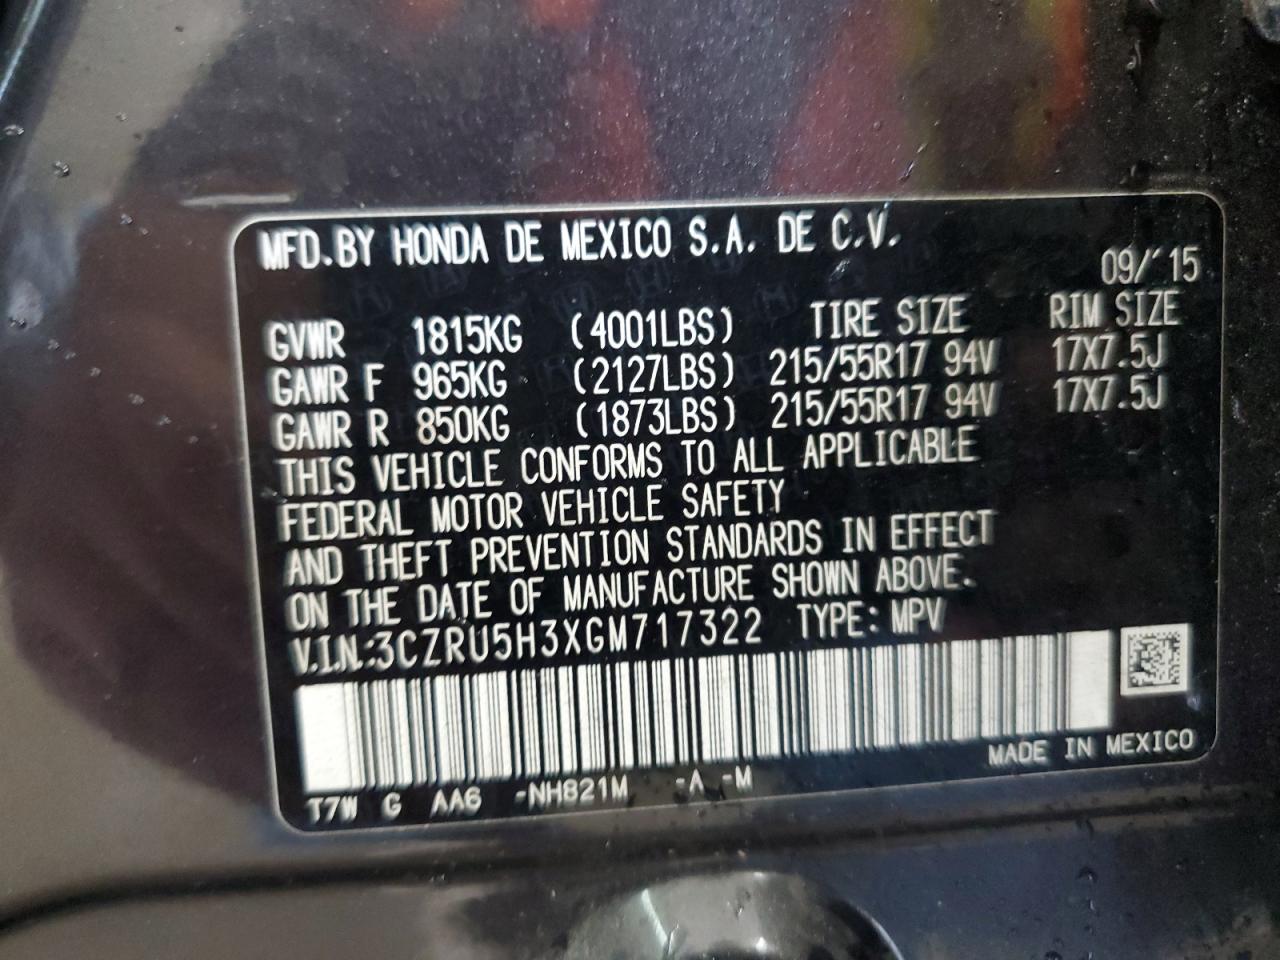 MFD.BY HONDA DE MEXICO S.A. DE C.V.
09/'15
GVWR 1815KG (4001LBS) TIRE SIZE RIM SIZE
GAWR F 965KG (2127LBS) 215/55R17 94V 17X7.5J
GAWR R 850KG (1873LBS) 215/55R17 94V 17X7.5J
THIS VEHICLE CONFORMS TO ALL APPLICABLE
FEDERAL MOTOR VEHICLE SAFETY
AND THEFT PREVENTION STANDARDS IN EFFECT
ON THE DATE OF MANUFACTURE SHOWN ABOVE.
V.I.N.:3CZRU5H3XGM717322 TYPE: MPV
MADE IN MEXICO
T7W G AA6 -NH821M -A -M